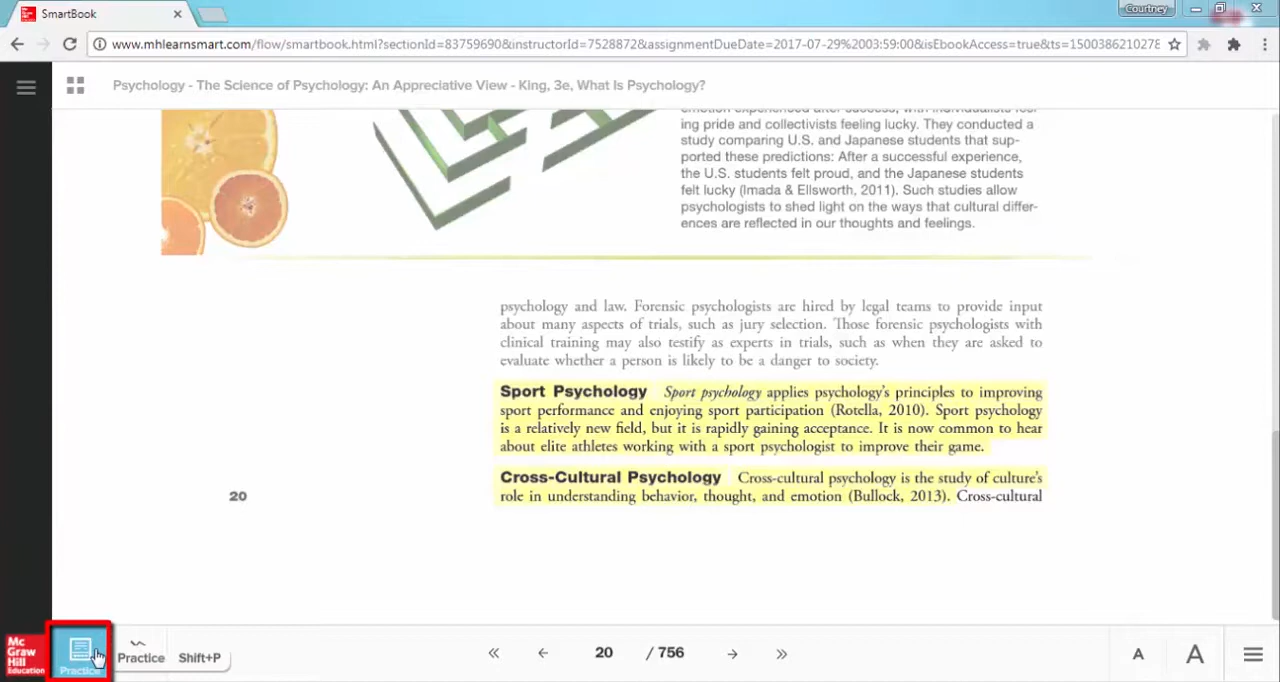 SmartBook
Courtney
www.mhlearnsmart.com/flow/smartbook.html?sectionId=83759690&instructorId=7528872&assignmentDueDate=2017-07-29%2003:59:00&isEbookAccess=true&ts=1500386210278
Psychology - The Science of Psychology: An Appreciative View - King, 3e, What Is Psychology?
emotion experienced after success, with individualists feel-
ing pride and collectivists feeling lucky. They conducted a
study comparing U.S. and Japanese students that sup-
ported these predictions: After a successful experience,
the U.S. students felt proud, and the Japanese students
felt lucky (Imada & Ellsworth, 2011). Such studies allow
psychologists to shed light on the ways that cultural differ-
ences are reflected in our thoughts and feelings.
psychology and law. Forensic psychologists are hired by legal teams to provide input
about many aspects of trials, such as jury selection. Those forensic psychologists with
clinical training may also testify as experts in trials, such as when they are asked to
evaluate whether a person is likely to be a danger to society.
Sport Psychology Sport psychology applies psychology's principles to improving
sport performance and enjoying sport participation (Rotella, 2010). Sport psychology
is a relatively new field, but it is rapidly gaining acceptance. It is now common to hear
about elite athletes working with a sport psychologist to improve their game.
Cross-Cultural Psychology Cross-cultural psychology is the study of culture's
role in understanding behavior, thought, and emotion (Bullock, 2013). Cross-cultural
20
Mc
Graw
Hill
Education
Practice
Practice Shift+P
20 / 756
A A